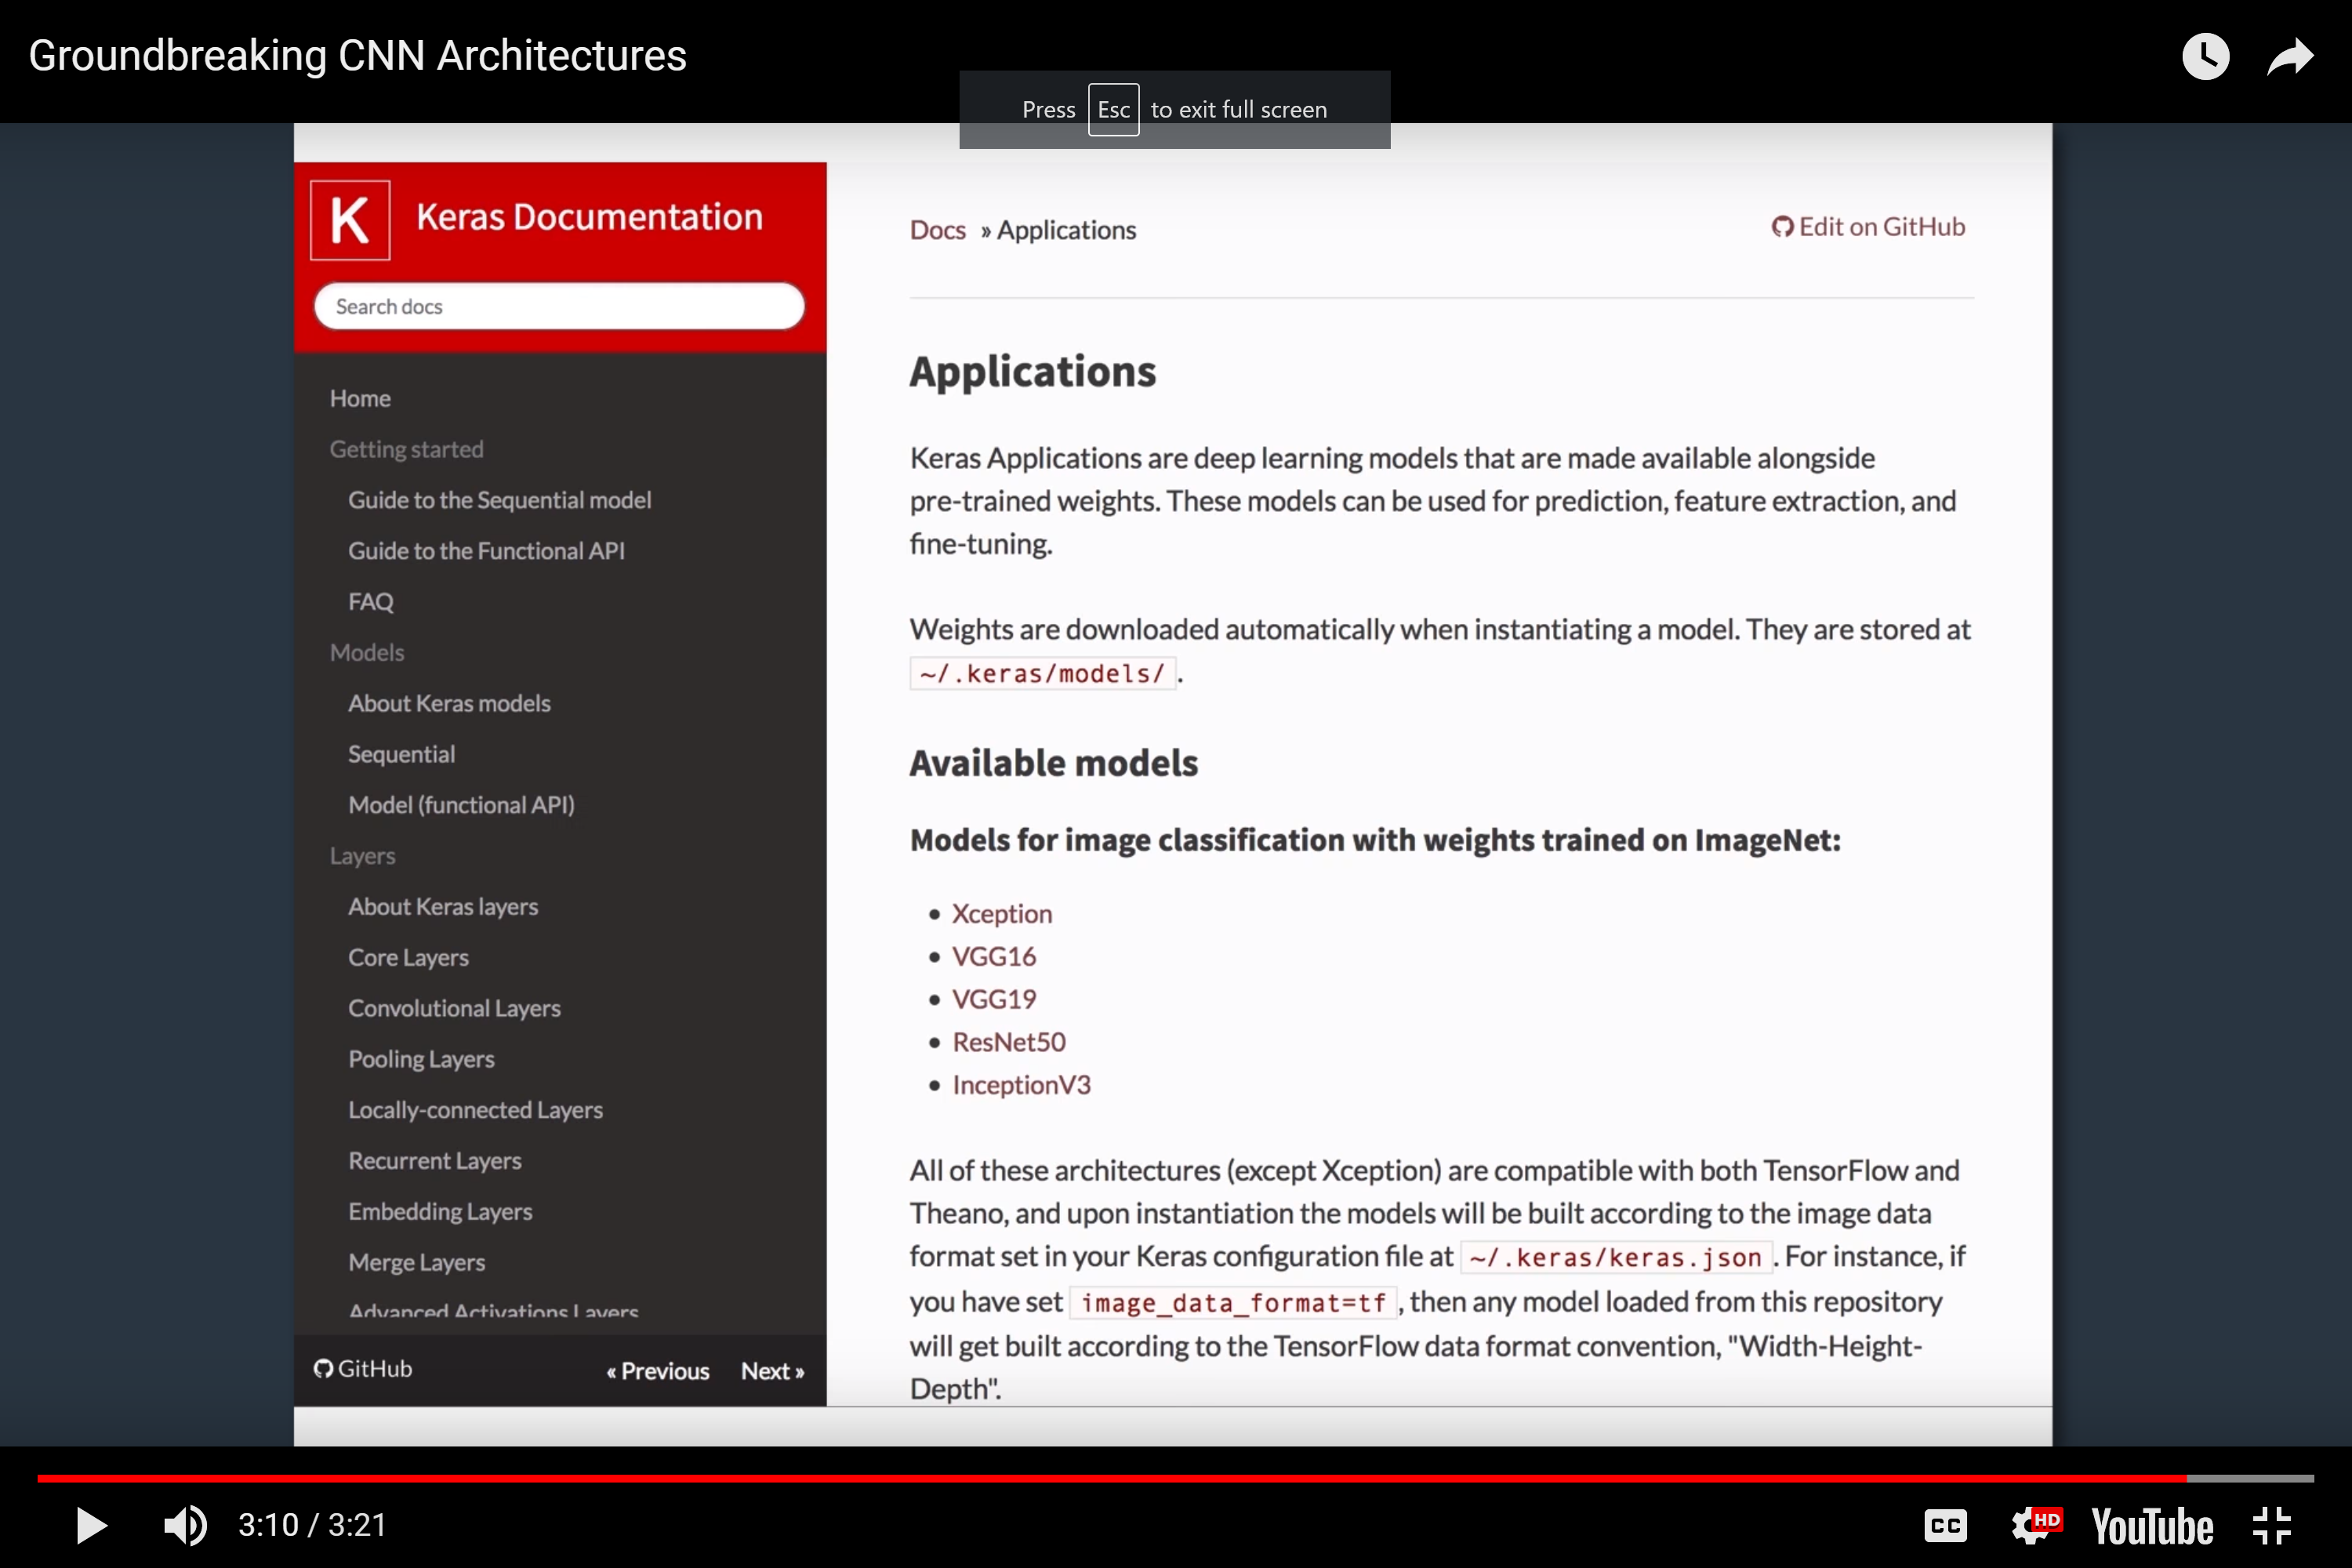 Groundbreaking CNN Architectures
Press Esc to exit full screen
K Keras Documentation
Search docs
Home
Getting started
Guide to the Sequential model
Guide to the Functional API
FAQ
Models
About Keras models
Sequential
Model (functional API)
Layers
About Keras layers
Core Layers
Convolutional Layers
Pooling Layers
Locally-connected Layers
Recurrent Layers
Embedding Layers
Merge Layers
Advanced Activations Layers
GitHub
« Previous Next »
Docs » Applications
Edit on GitHub
Applications
Keras Applications are deep learning models that are made available alongside
pre-trained weights. These models can be used for prediction, feature extraction, and
fine-tuning.
Weights are downloaded automatically when instantiating a model. They are stored at
~/.keras/models/ .
Available models
Models for image classification with weights trained on ImageNet:
• Xception
• VGG16
• VGG19
• ResNet50
• InceptionV3
All of these architectures (except Xception) are compatible with both TensorFlow and
Theano, and upon instantiation the models will be built according to the image data
format set in your Keras configuration file at ~/.keras/keras.json . For instance, if
you have set image_data_format=tf , then any model loaded from this repository
will get built according to the TensorFlow data format convention, "Width-Height-
Depth".
3:10 / 3:21
CC
HD
YouTube